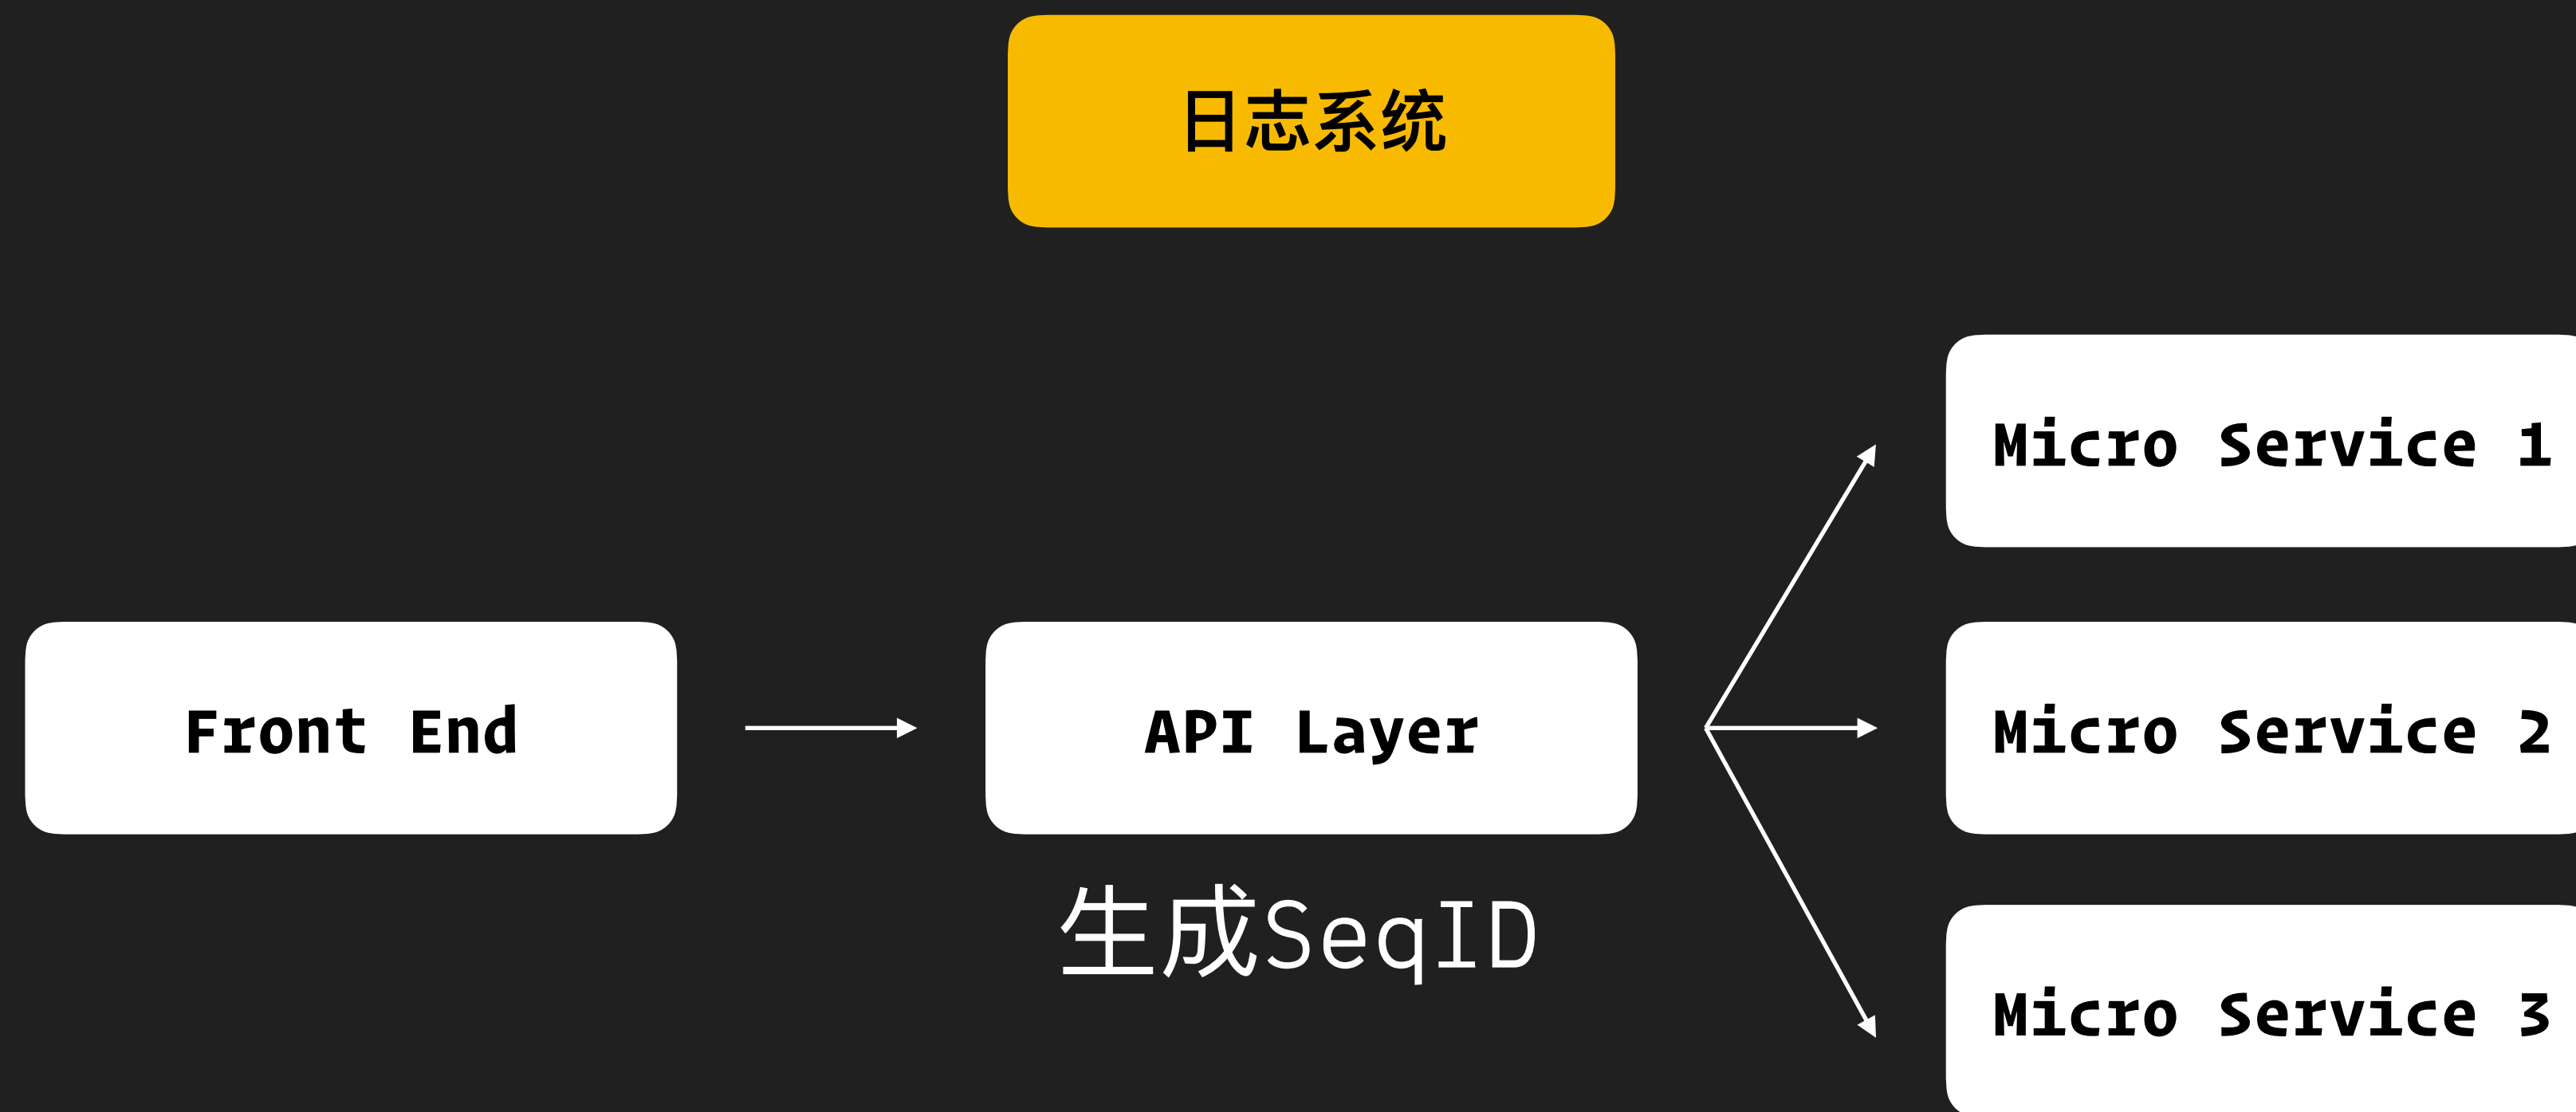 日志系统
Micro Service 1
Front End
API Layer
Micro Service 2
生成SeqID
Micro Service 3